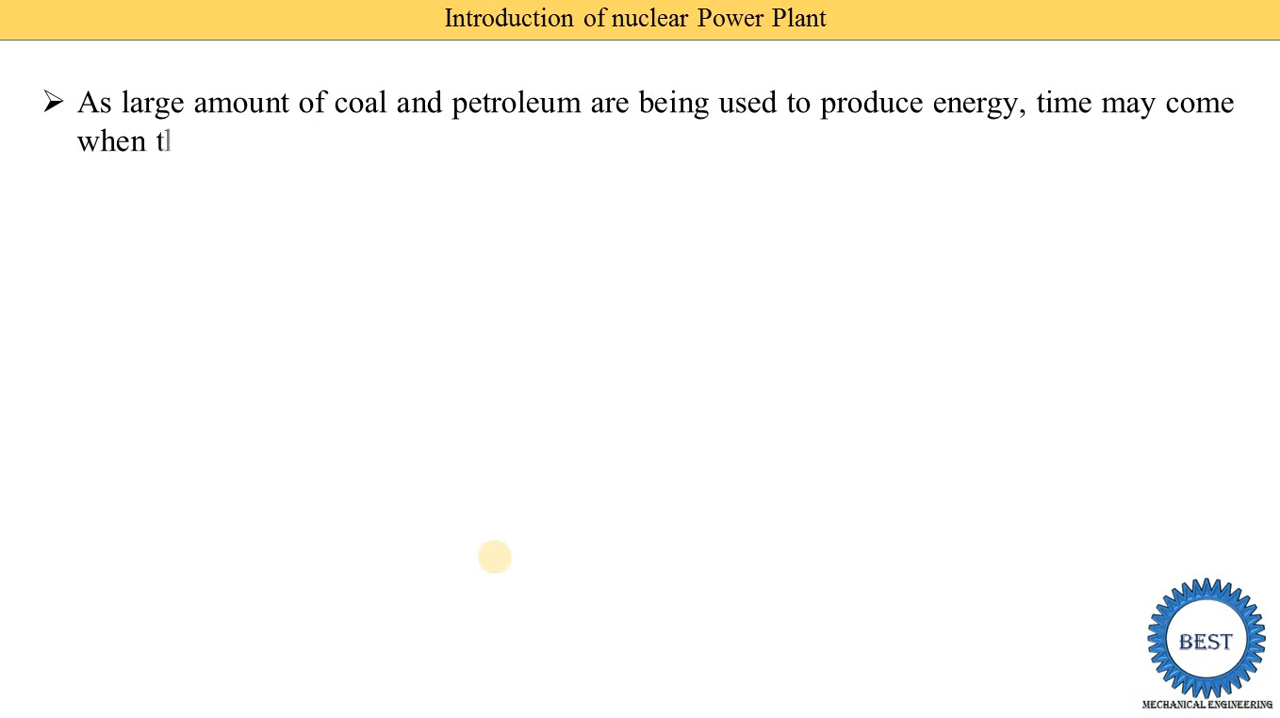 Introduction of nuclear Power Plant
As large amount of coal and petroleum are being used to produce energy, time may come
when
BEST
MECHANICAL ENGINEERING